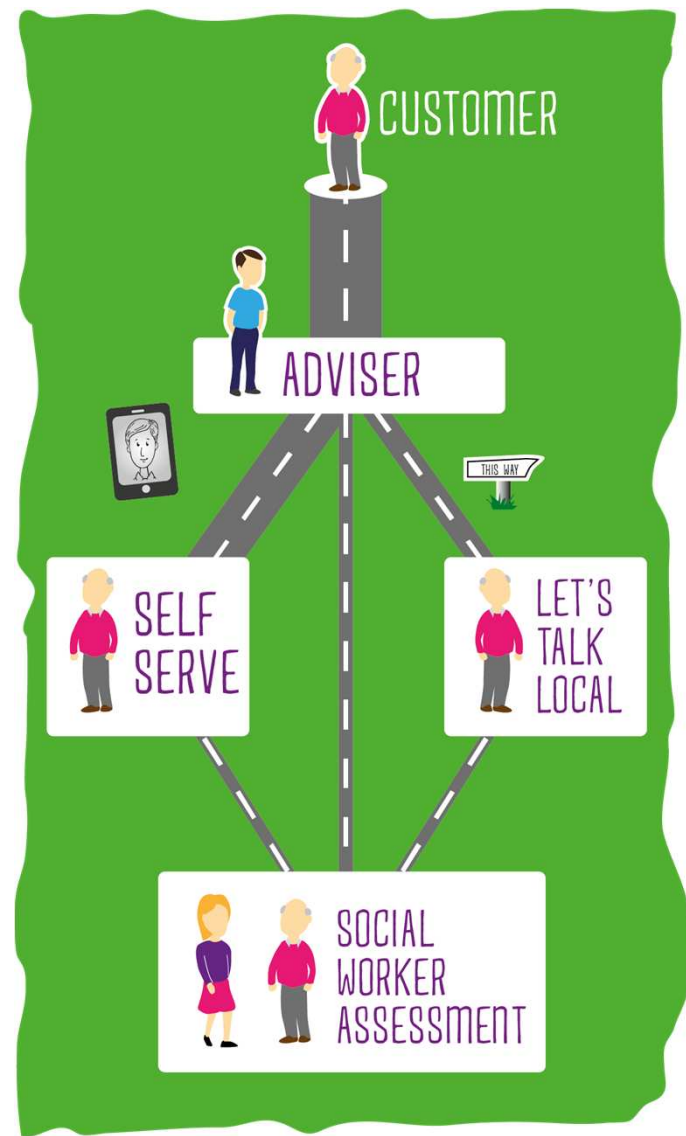 CUSTOMER
ADVISER
THIS WAY
SELF
SERVE
LET'S
TALK
LOCAL
SOCIAL
WORKER
ASSESSMENT